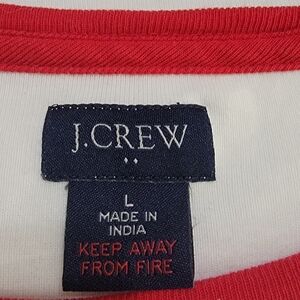 J.CREW
L
MADE IN
INDIA
KEEP AWAY
FROM FIRE